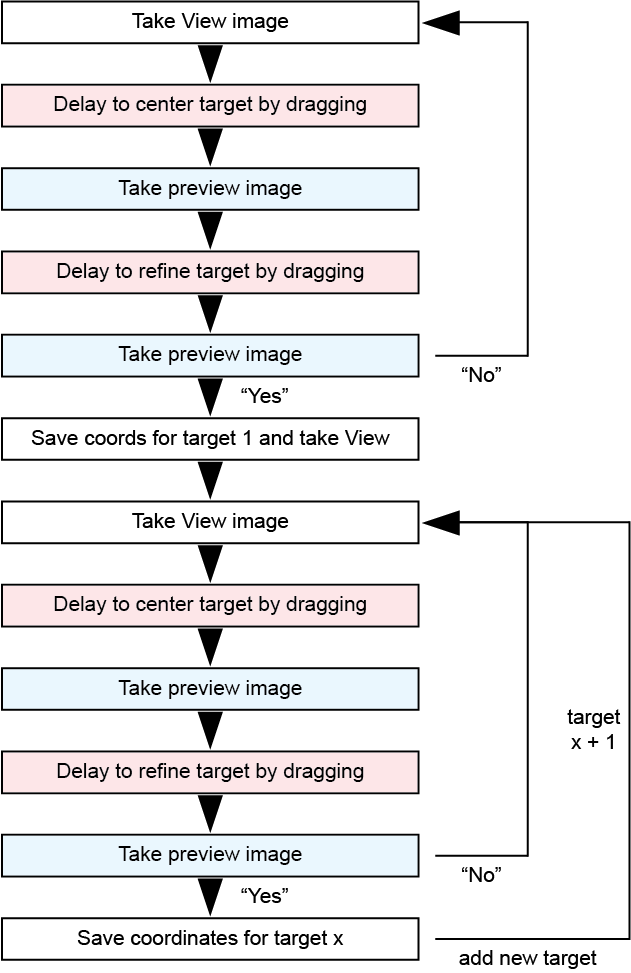 Take View image
Delay to center target by dragging
Take preview image
Delay to refine target by dragging
Take preview image
“No”
“Yes”
Save coords for target 1 and take View
Take View image
Delay to center target by dragging
Take preview image
target
x + 1
Delay to refine target by dragging
Take preview image
“No”
“Yes”
Save coordinates for target x
add new target